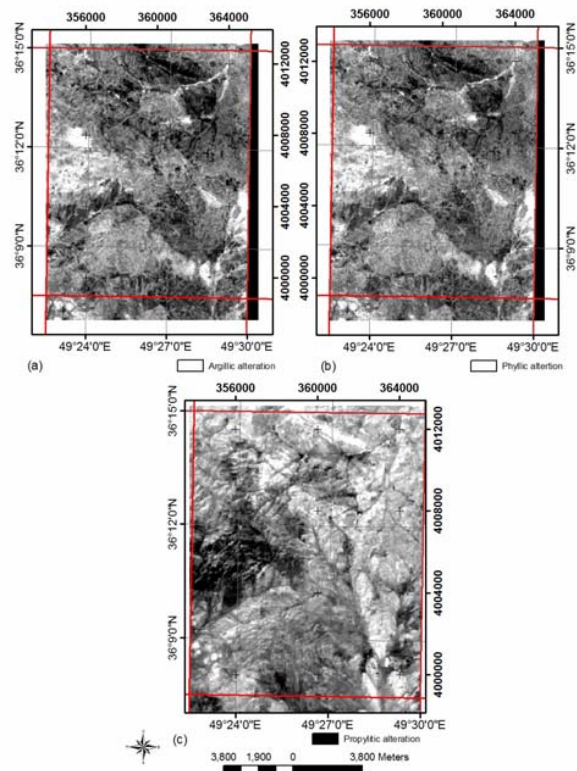 356000 360000 364000
356000 360000 364000
36°15'0"N
36°12'0"N
36°9'0"N
4012000
4008000
4004000
4000000
4012000
4008000
4004000
4000000
36°15'0"N
36°12'0"N
36°9'0"N
49°24'0"E 49°27'0"E 49°30'0"E
49°24'0"E 49°27'0"E 49°30'0"E
(a) Argillic alteration
(b) Phyllic altertion
356000 360000 364000
36°15'0"N
36°12'0"N
36°9'0"N
4012000
4008000
4004000
4000000
49°24'0"E 49°27'0"E 49°30'0"E
(c) Propylitic alteration
3,800 1,900 0 3,800 Meters